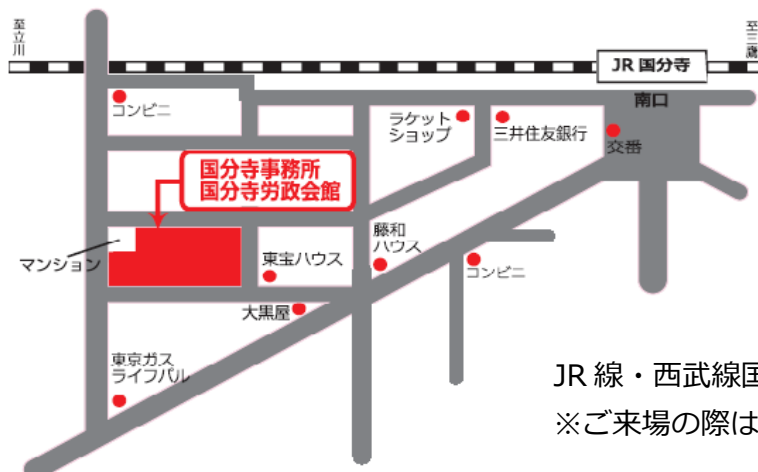 至立川
至三鷹
JR 国分寺
南口
コンビニ
ラケット
ショップ
三井住友銀行
交番
国分寺事務所
国分寺労政会館
マンション
東宝ハウス
藤和
ハウス
コンビニ
大黒屋
東京ガス
ライフバル
JR 線・西武線国
※ご来場の際は